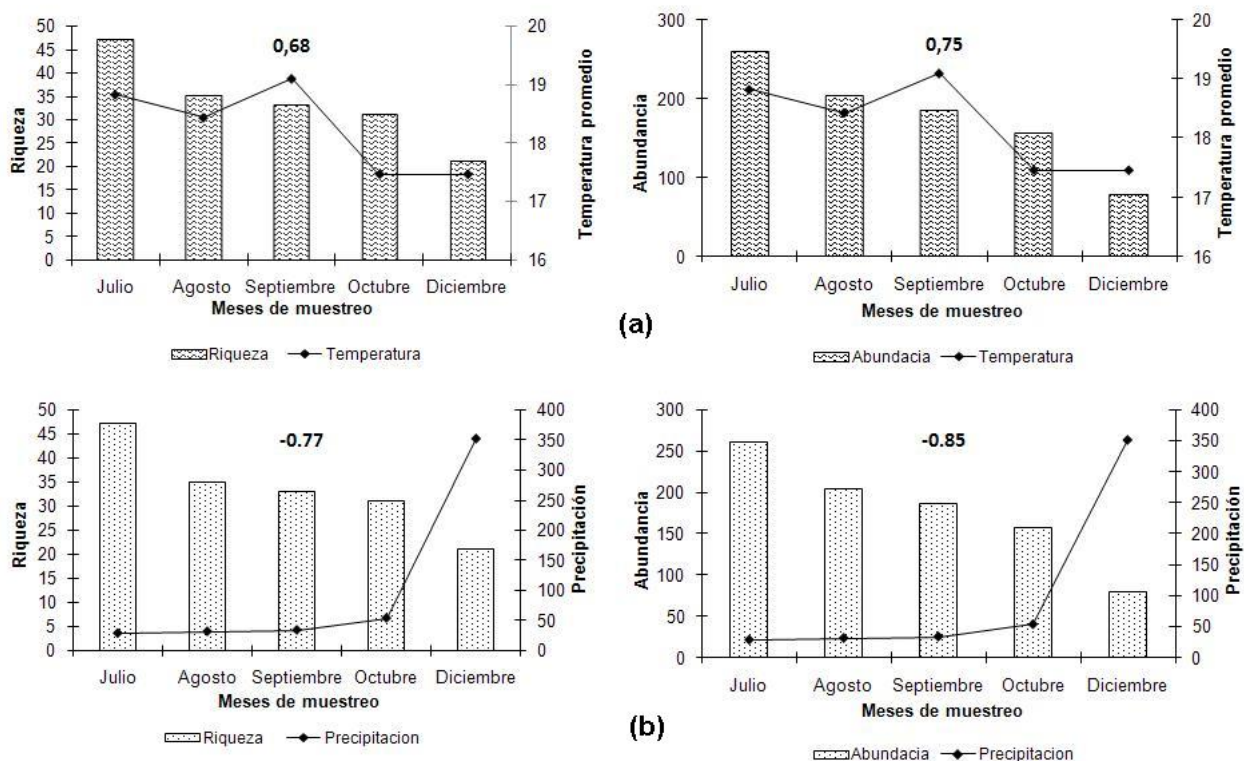 50
45
40
35
30
25
20
15
10
5
0
Riqueza
0,68
20
19
18
17
16
Temperatura promedio
Julio Agosto Septiembre Octubre Diciembre
Meses de muestreo
Riqueza Temperatura
300
200
100
0
Abundancia
0,75
20
19
18
17
16
Temperatura promedio
Julio Agosto Septiembre Octubre Diciembre
Meses de muestreo
Abundacia Temperatura
(a)
50
45
40
35
30
25
20
15
10
5
0
Riqueza
-0.77
400
350
300
250
200
150
100
50
0
Precipitación
Julio Agosto Septiembre Octubre Diciembre
Meses de muestreo
Riqueza Precipitacion
300
250
200
150
100
50
0
Abundancia
-0.85
400
350
300
250
200
150
100
50
0
Precipitación
Julio Agosto Septiembre Octubre Diciembre
Meses de muestreo
Abundacia Precipitacion
(b)